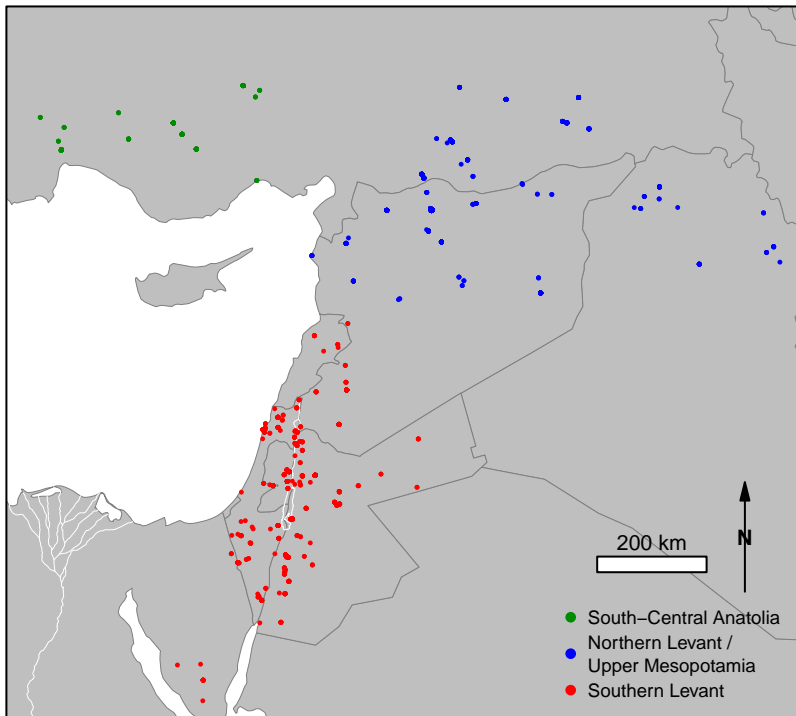 200 km
N
South−Central Anatolia
Northern Levant /
Upper Mesopotamia
Southern Levant